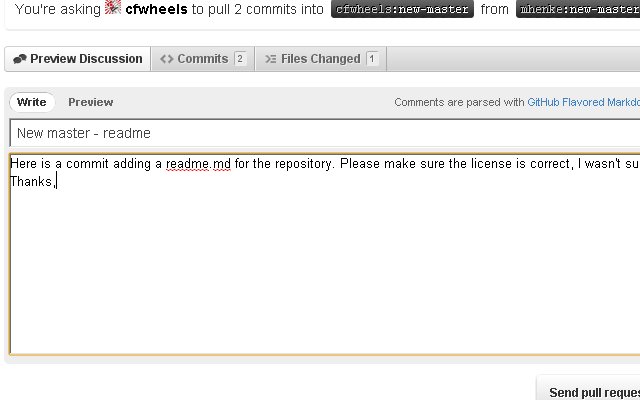 You're asking cfwheels to pull 2 commits into cfwheels:new-master from mhenke:new-master
Preview Discussion Commits 2 Files Changed 1
Write Preview Comments are parsed with GitHub Flavored Markdo
New master - readme
Here is a commit adding a readme.md for the repository. Please make sure the license is correct, I wasn't su
Thanks,
Send pull reques